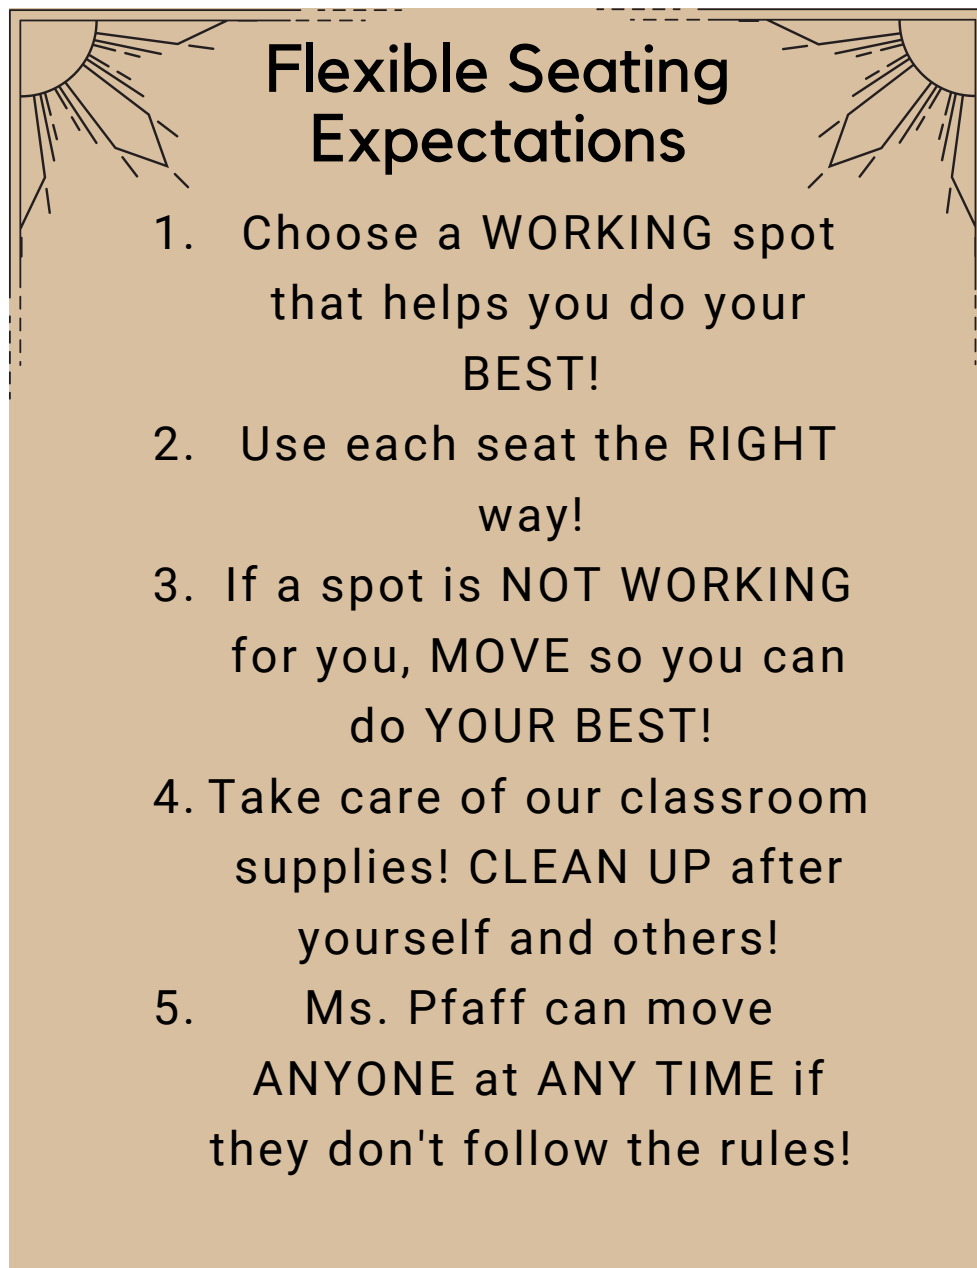 Flexible Seating
Expectations
1. Choose a WORKING spot
that helps you do your
BEST!
2. Use each seat the RIGHT
way!
3. If a spot is NOT WORKING
for you, MOVE so you can
do YOUR BEST!
4. Take care of our classroom
supplies! CLEAN UP after
yourself and others!
5. Ms. Pfaff can move
ANYONE at ANY TIME if
they don't follow the rules!